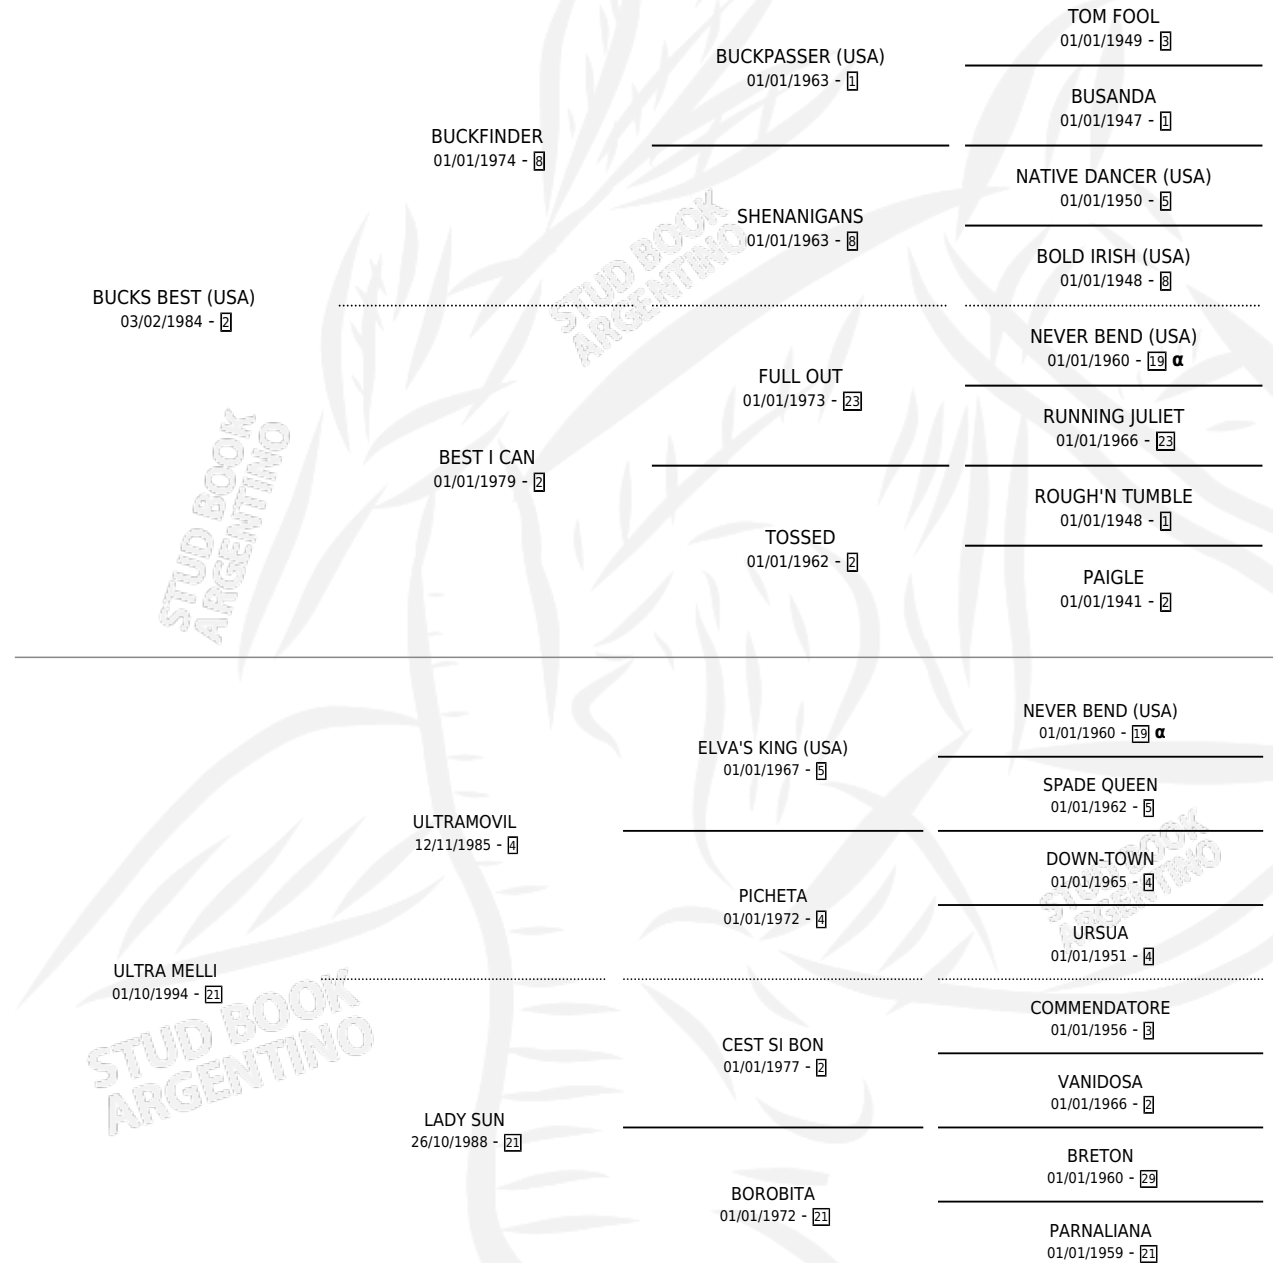 TOM FOOL
01/01/1949 - 3
BUCKPASSER (USA)
01/01/1963 - 1
BUSANDA
01/01/1947 - 1
BUCKFINDER
01/01/1974 - 8
NATIVE DANCER (USA)
01/01/1950 - 5
SHENANIGANS
01/01/1963 - 8
BOLD IRISH (USA)
01/01/1948 - 8
BUCKS BEST (USA)
03/02/1984 - 2
NEVER BEND (USA)
01/01/1960 - 19 α
FULL OUT
01/01/1973 - 23
RUNNING JULIET
01/01/1966 - 23
BEST I CAN
01/01/1979 - 2
ROUGH'N TUMBLE
01/01/1948 - 1
TOSSED
01/01/1962 - 2
PAIGLE
01/01/1941 - 2
NEVER BEND (USA)
01/01/1960 - 19 α
ELVA'S KING (USA)
01/01/1967 - 5
SPADE QUEEN
01/01/1962 - 5
ULTRAMOVIL
12/11/1985 - 4
DOWN-TOWN
01/01/1965 - 4
PICHETA
01/01/1972 - 4
URSUA
01/01/1951 - 4
ULTRA MELLI
01/10/1994 - 21
COMMENDATORE
01/01/1956 - 3
CEST SI BON
01/01/1977 - 2
VANIDOSA
01/01/1966 - 2
LADY SUN
26/10/1988 - 21
BRETON
01/01/1960 - 29
BOROBITA
01/01/1972 - 21
PARNALIANA
01/01/1959 - 21
STUD BOOK
ARGENTINO
STUD BOOK
ARGENTINO
STUD BOOK
ARGENTINO
STUD BOOK
ARGENTINO